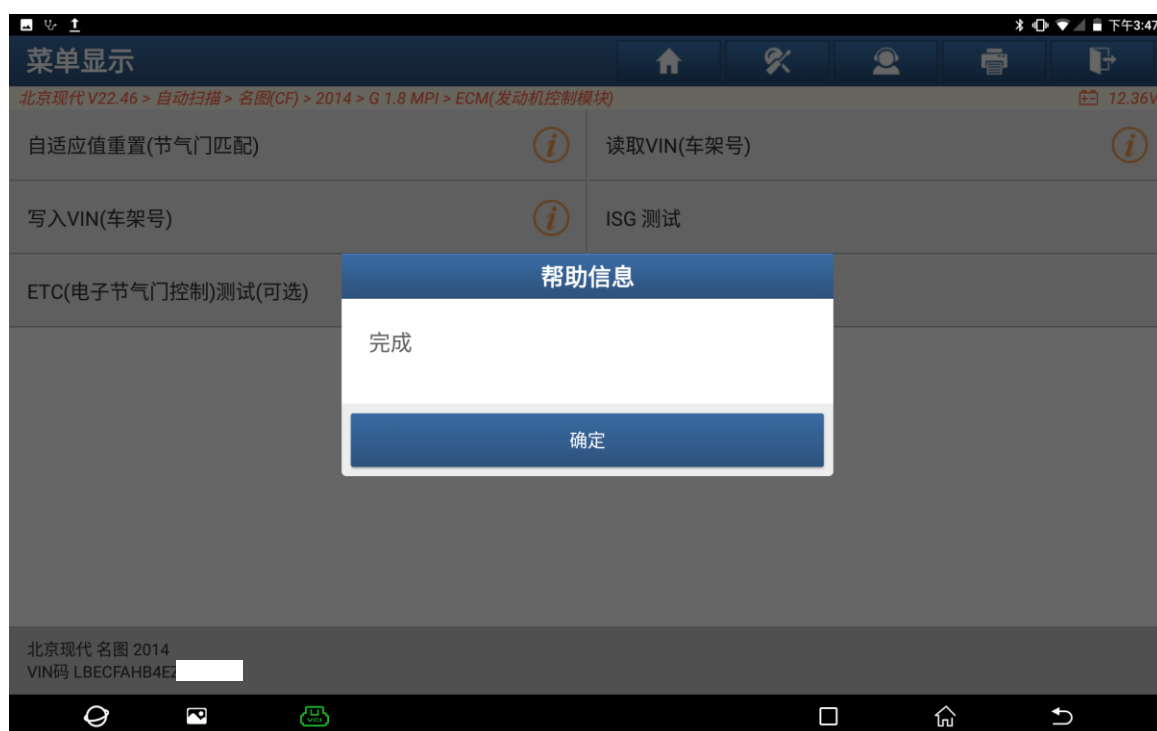 下午3:47
菜单显示
北京现代 V22.46 > 自动扫描 > 名图(CF) > 2014 > G 1.8 MPI > ECM(发动机控制模块)
12.36V
自适应值重置(节气门匹配)
读取VIN(车架号)
写入VIN(车架号)
ISG 测试
ETC(电子节气门控制)测试(可选)
帮助信息
完成
确定
北京现代 名图 2014
VIN码 LBECFAHB4EZ
VCI